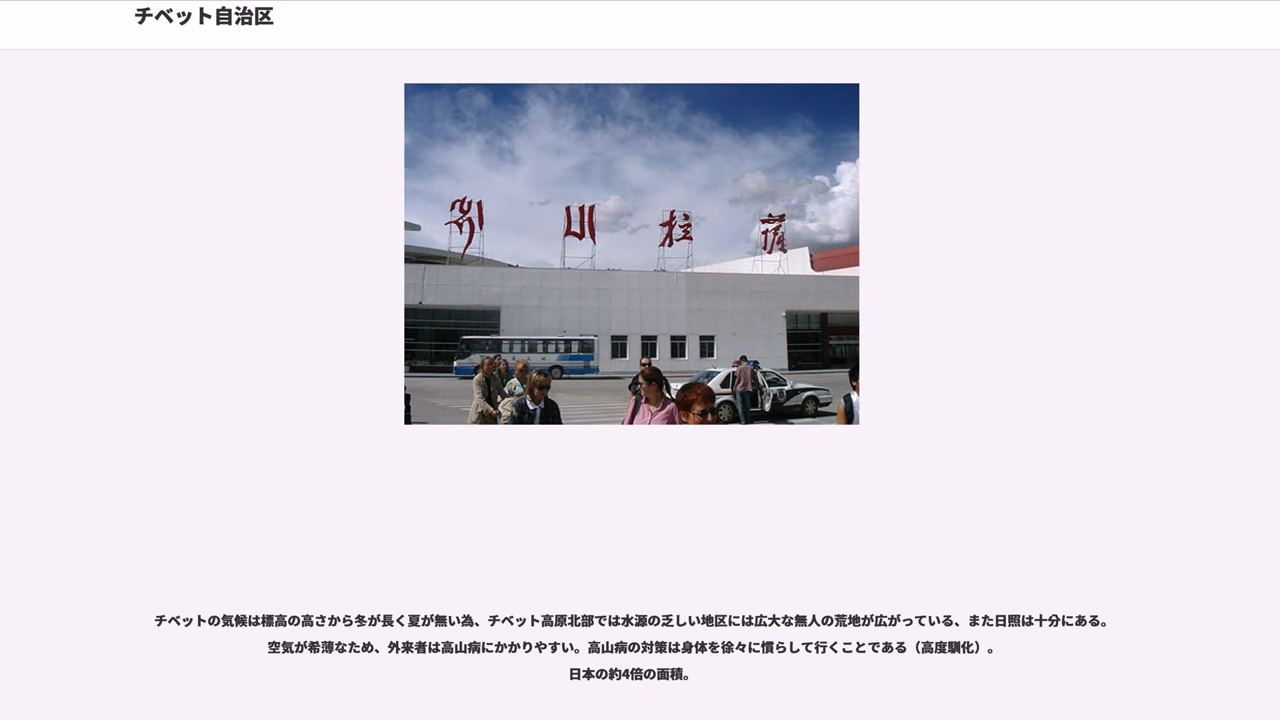 チベット自治区
拉萨
チベットの気候は標高の高さから冬が長く夏が無い為、チベット高原北部では水源の乏しい地区には広大な無人の荒地が広がっている、また日照は十分にある。
空気が希薄なため、外来者は高山病にかかりやすい。高山病の対策は身体を徐々に慣らして行くことである（高度馴化）。
日本の約4倍の面積。